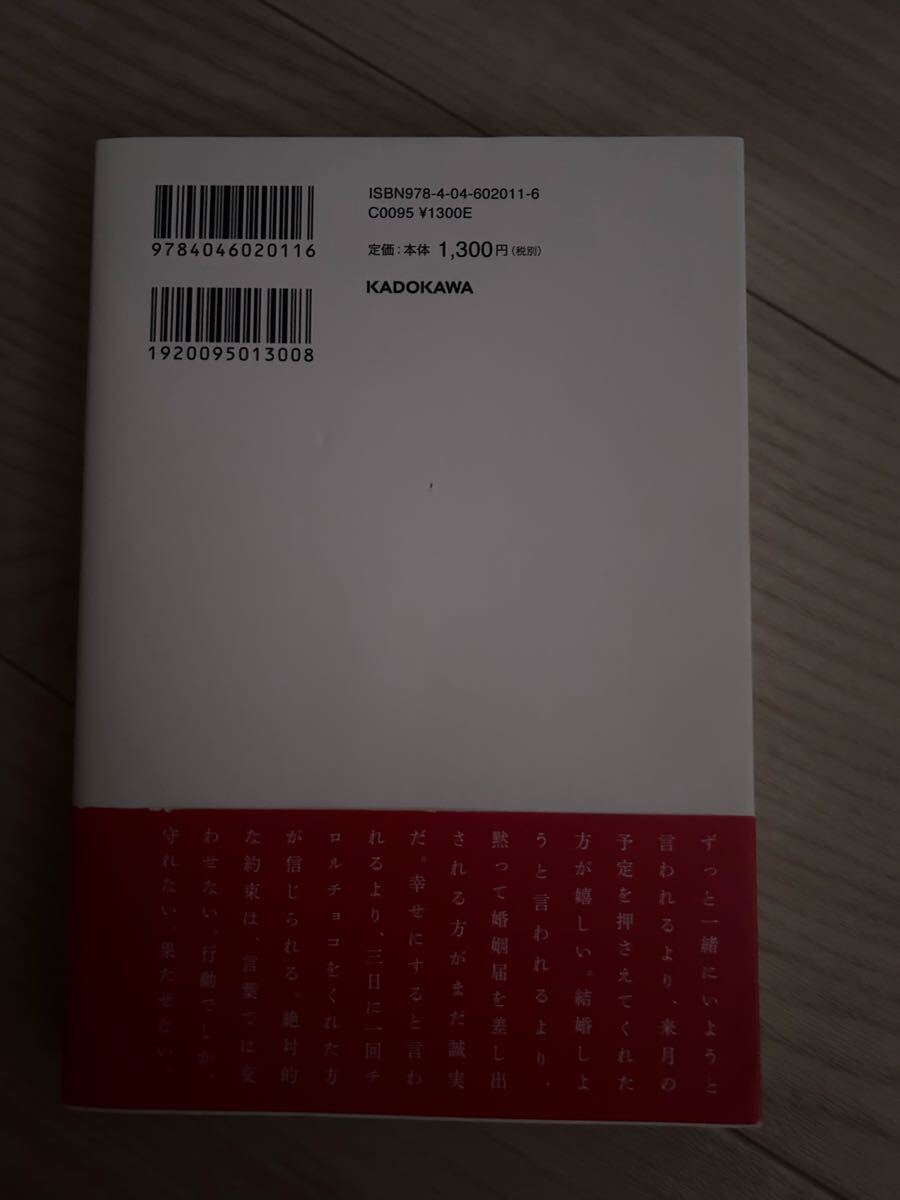 9784046020116
1920095013008
ISBN978-4-04-602011-6
C0095 ¥1300E
定価:本体 1,300円(税別)
KADOKAWA
ずっと一緒にいようと
言われるより、来月の
予定を押さえてくれた
方が嬉しい。結婚しよ
うと言われるより、
黙って婚姻届を差し出
される方がまだ誠実
だ。幸せにすると言わ
れるより、三日に一回チ
ロルチョコをくれた方
が信じられる。絶対的
な約束は、言葉では交
わせない。行動でしか、
守れない、果たせない。